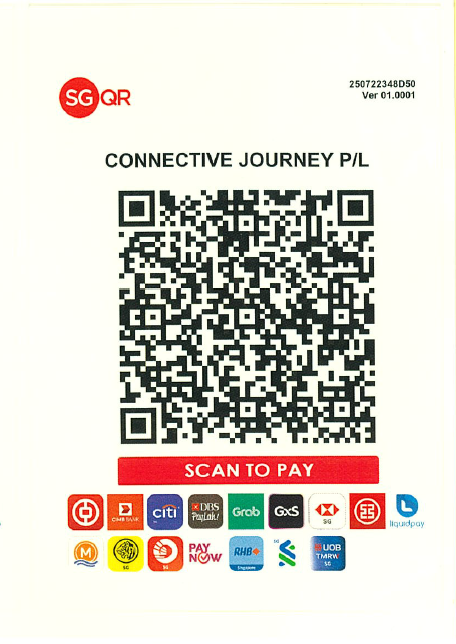 SGQR
250722348D50
Ver 01.0001
CONNECTIVE JOURNEY P/L
SCAN TO PAY
CIMB BANK
citi
DBS
PayLah!
Grab
GxS
SG
liquidpay
M
SG
SG
PAY
NOW
RHB
Singapore
SG
UOB
TMRW
SG